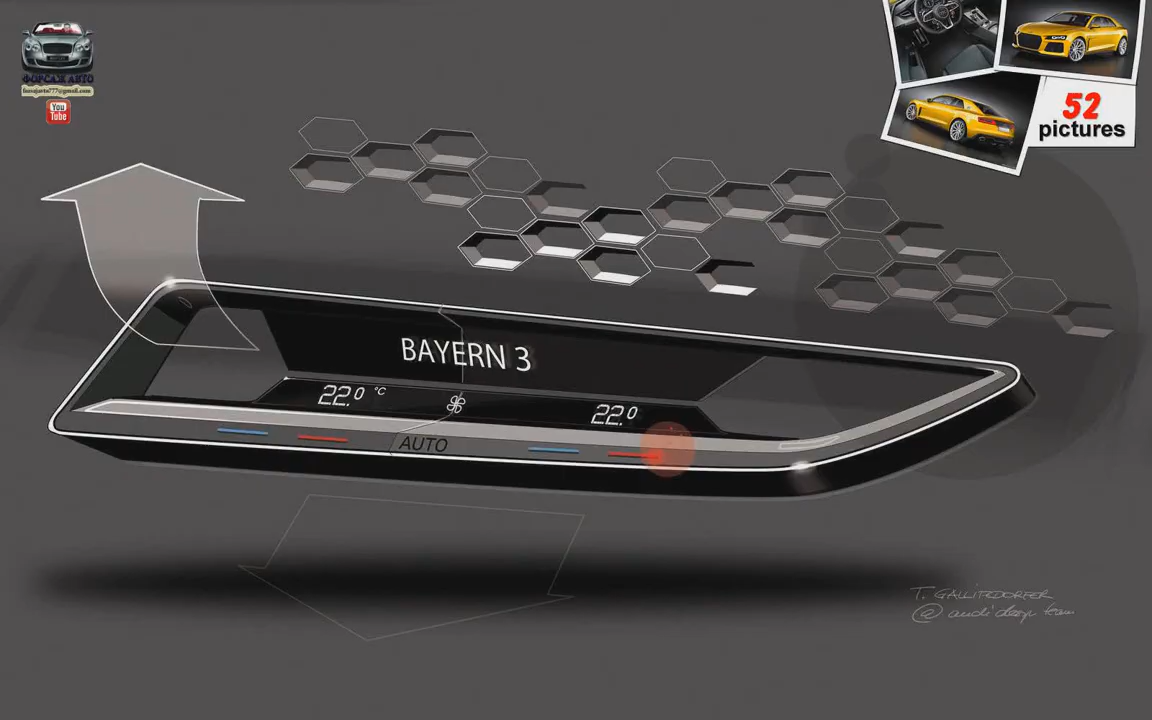 ФОРСАЖ АВТО
You
Tube
52
pictures
BAYERN 3
22.0 °C
22.0
AUTO
T. GALLITZDORFER
@ audi design team